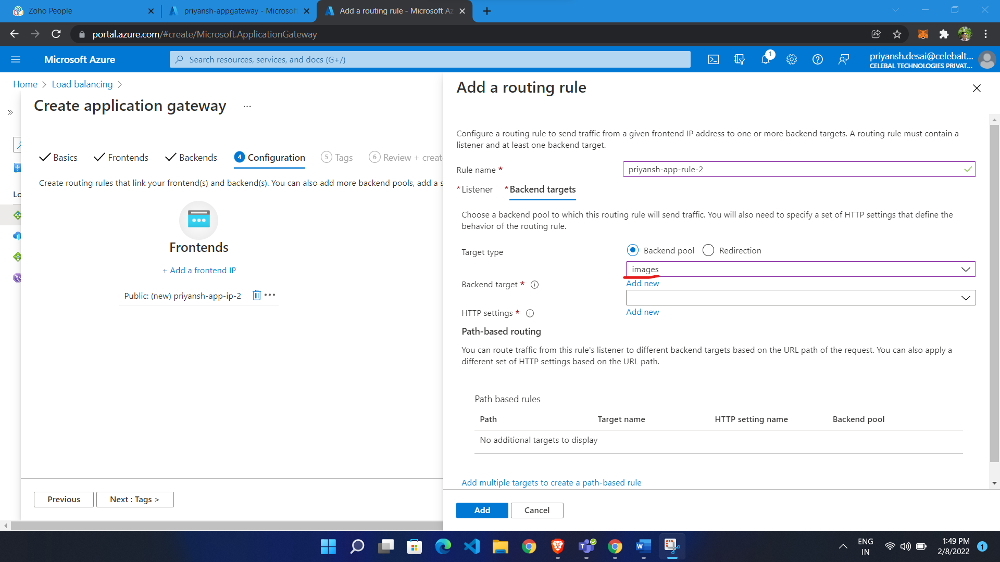 Zoho People
priyansh-appgateway - Microsoft
Add a routing rule - Microsoft Az
portal.azure.com/#create/Microsoft.ApplicationGateway
Microsoft Azure
Search resources, services, and docs (G+/)
1
priyansh.desai@celebalt...
CELEBAL TECHNOLOGIES PRIVAT...
Home > Load balancing >
Create application gateway ...
Basics
Frontends
Backends
4 Configuration
5 Tags
6 Review + create
Create routing rules that link your frontend(s) and backend(s). You can also add more backend pools, add a s
Lo
Frontends
+ Add a frontend IP
Public: (new) priyansh-app-ip-2
Previous
Next : Tags >
Add a routing rule
Configure a routing rule to send traffic from a given frontend IP address to one or more backend targets. A routing rule must contain a
listener and at least one backend target.
Rule name *
priyansh-app-rule-2
* Listener
* Backend targets
Choose a backend pool to which this routing rule will send traffic. You will also need to specify a set of HTTP settings that define the
behavior of the routing rule.
Target type
Backend pool
Redirection
images
Backend target *
Add new
HTTP settings *
Add new
Path-based routing
You can route traffic from this rule's listener to different backend targets based on the URL path of the request. You can also apply a
different set of HTTP settings based on the URL path.
Path based rules
Path
Target name
HTTP setting name
Backend pool
No additional targets to display
Add multiple targets to create a path-based rule
Add
Cancel
ENG
IN
1:49 PM
2/8/2022
1